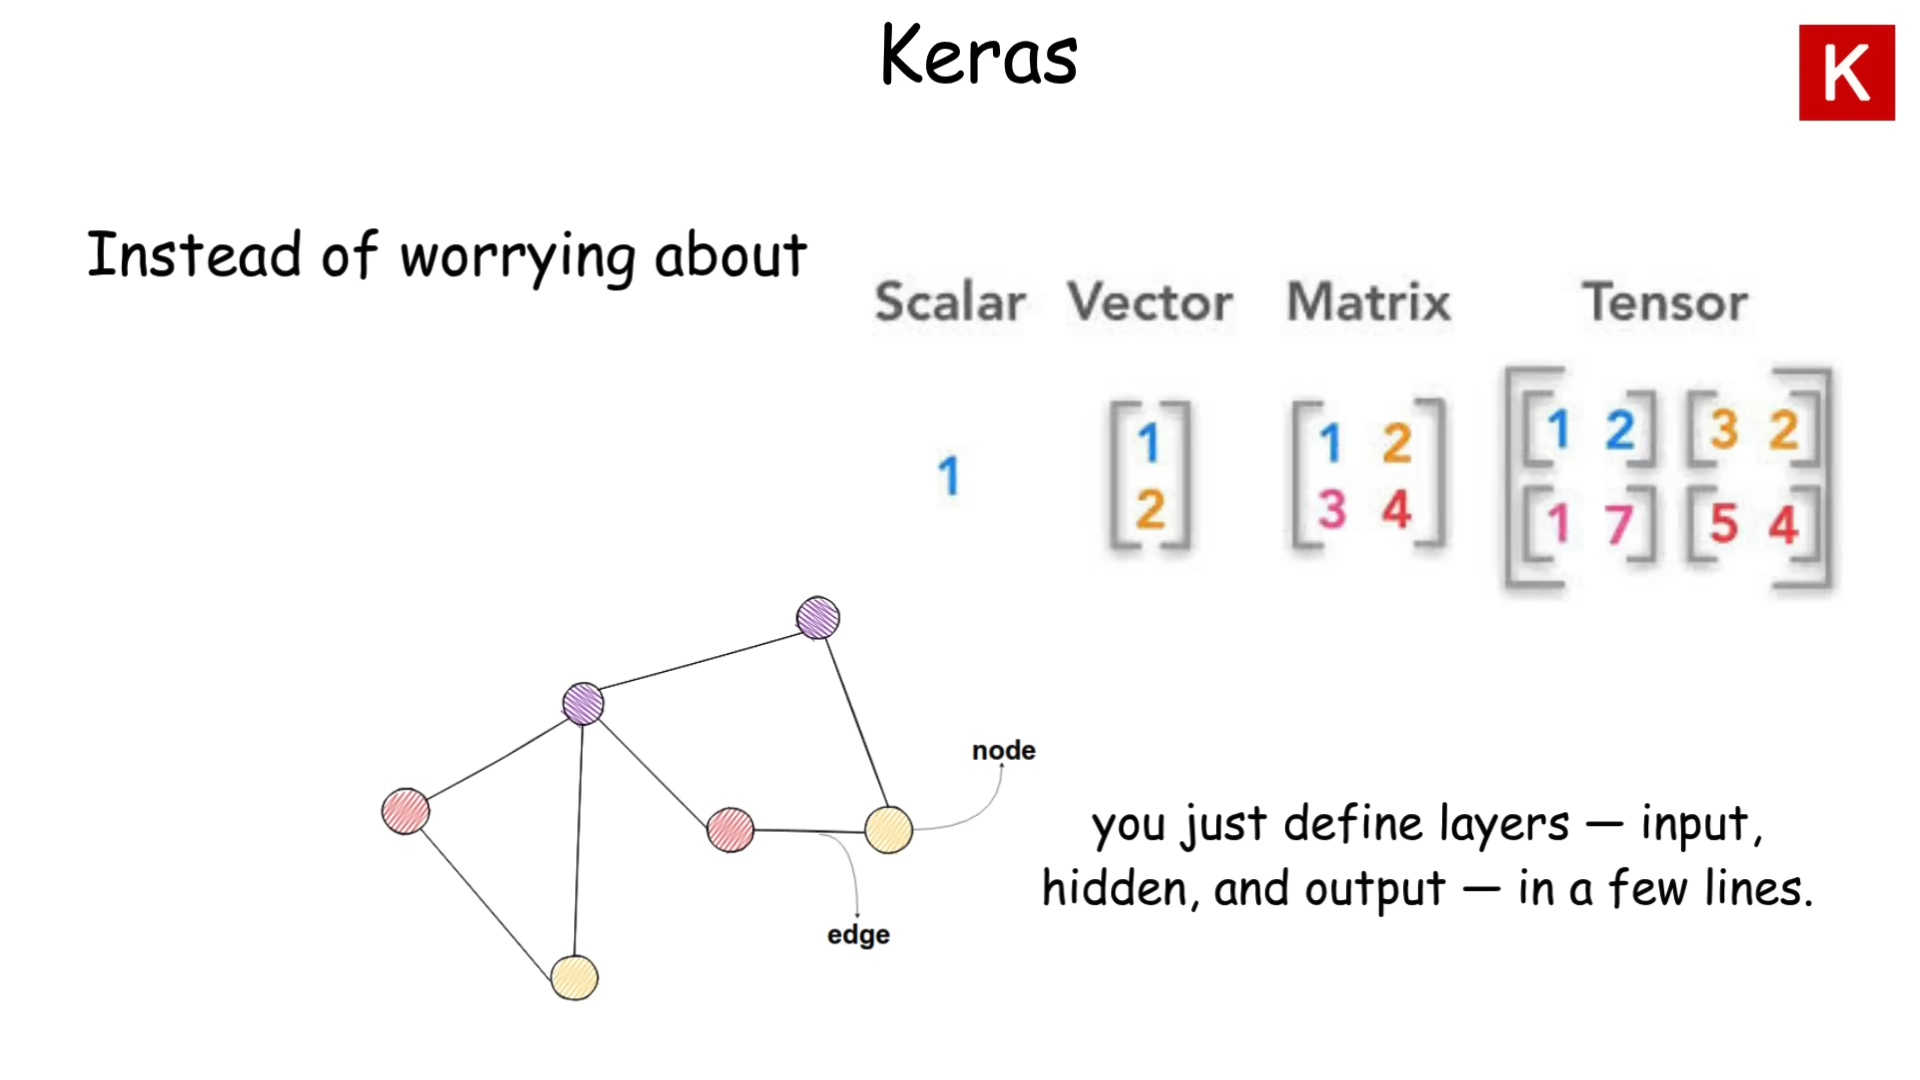 Keras
K
Instead of worrying about
Scalar Vector Matrix Tensor
1 2 3 2
1 1 2
1
2 3 4 1 7 5 4
node
you just define layers — input,
hidden, and output — in a few lines.
edge